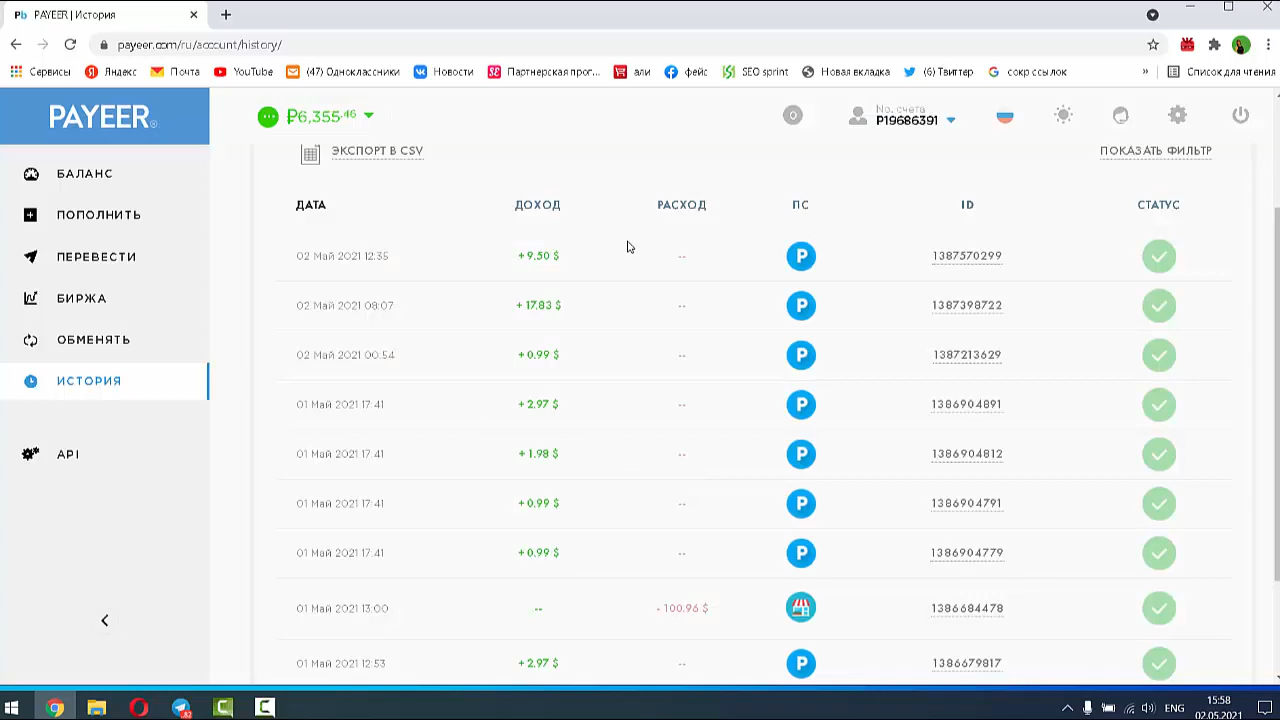 Pb PAYEER | История
payeer.com/ru/account/history/
Сервисы Яндекс Почта YouTube (47) Одноклассники Новости Партнерская прог... али фейс SEO sprint Новая вкладка (6) Твиттер сокр ссылок » Список для чтения
PAYEER
₽6,355.46
0
No. счета
P19686391
ЭКСПОРТ В CSV
ПОКАЗАТЬ ФИЛЬТР
БАЛАНС
ПОПОЛНИТЬ
ПЕРЕВЕСТИ
БИРЖА
ОБМЕНЯТЬ
ИСТОРИЯ
API
ДАТА ДОХОД РАСХОД ПС ID СТАТУС
02 Май 2021 12:35 + 9.50 $ -- P 1387570299
02 Май 2021 08:07 + 17.83 $ -- P 1387398722
02 Май 2021 00:54 + 0.99 $ -- P 1387213629
01 Май 2021 17:41 + 2.97 $ -- P 1386904891
01 Май 2021 17:41 + 1.98 $ -- P 1386904812
01 Май 2021 17:41 + 0.99 $ -- P 1386904791
01 Май 2021 17:41 + 0.99 $ -- P 1386904779
01 Май 2021 13:00 -- - 100.96 $ 1386684478
01 Май 2021 12:53 + 2.97 $ -- P 1386679817
82
ENG
15:58
02.05.2021